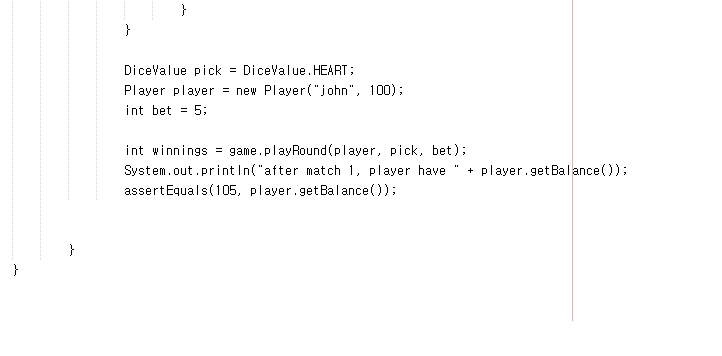 }
}
DiceValue pick = DiceValue.HEART;
Player player = new Player("john", 100);
int bet = 5;
int winnings = game.playRound(player, pick, bet);
System.out.println("after match 1, player have " + player.getBalance());
assertEquals(105, player.getBalance());
}
}